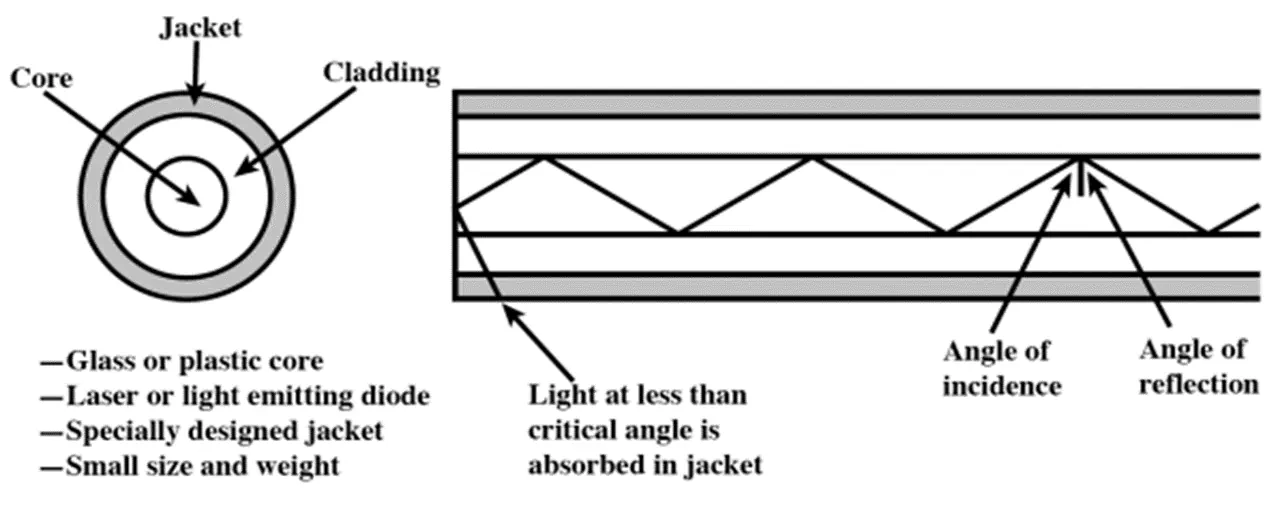 Jacket
Core
Cladding
—Glass or plastic core
—Laser or light emitting diode
—Specially designed jacket
—Small size and weight
Light at less than
critical angle is
absorbed in jacket
Angle of
incidence
Angle of
reflection